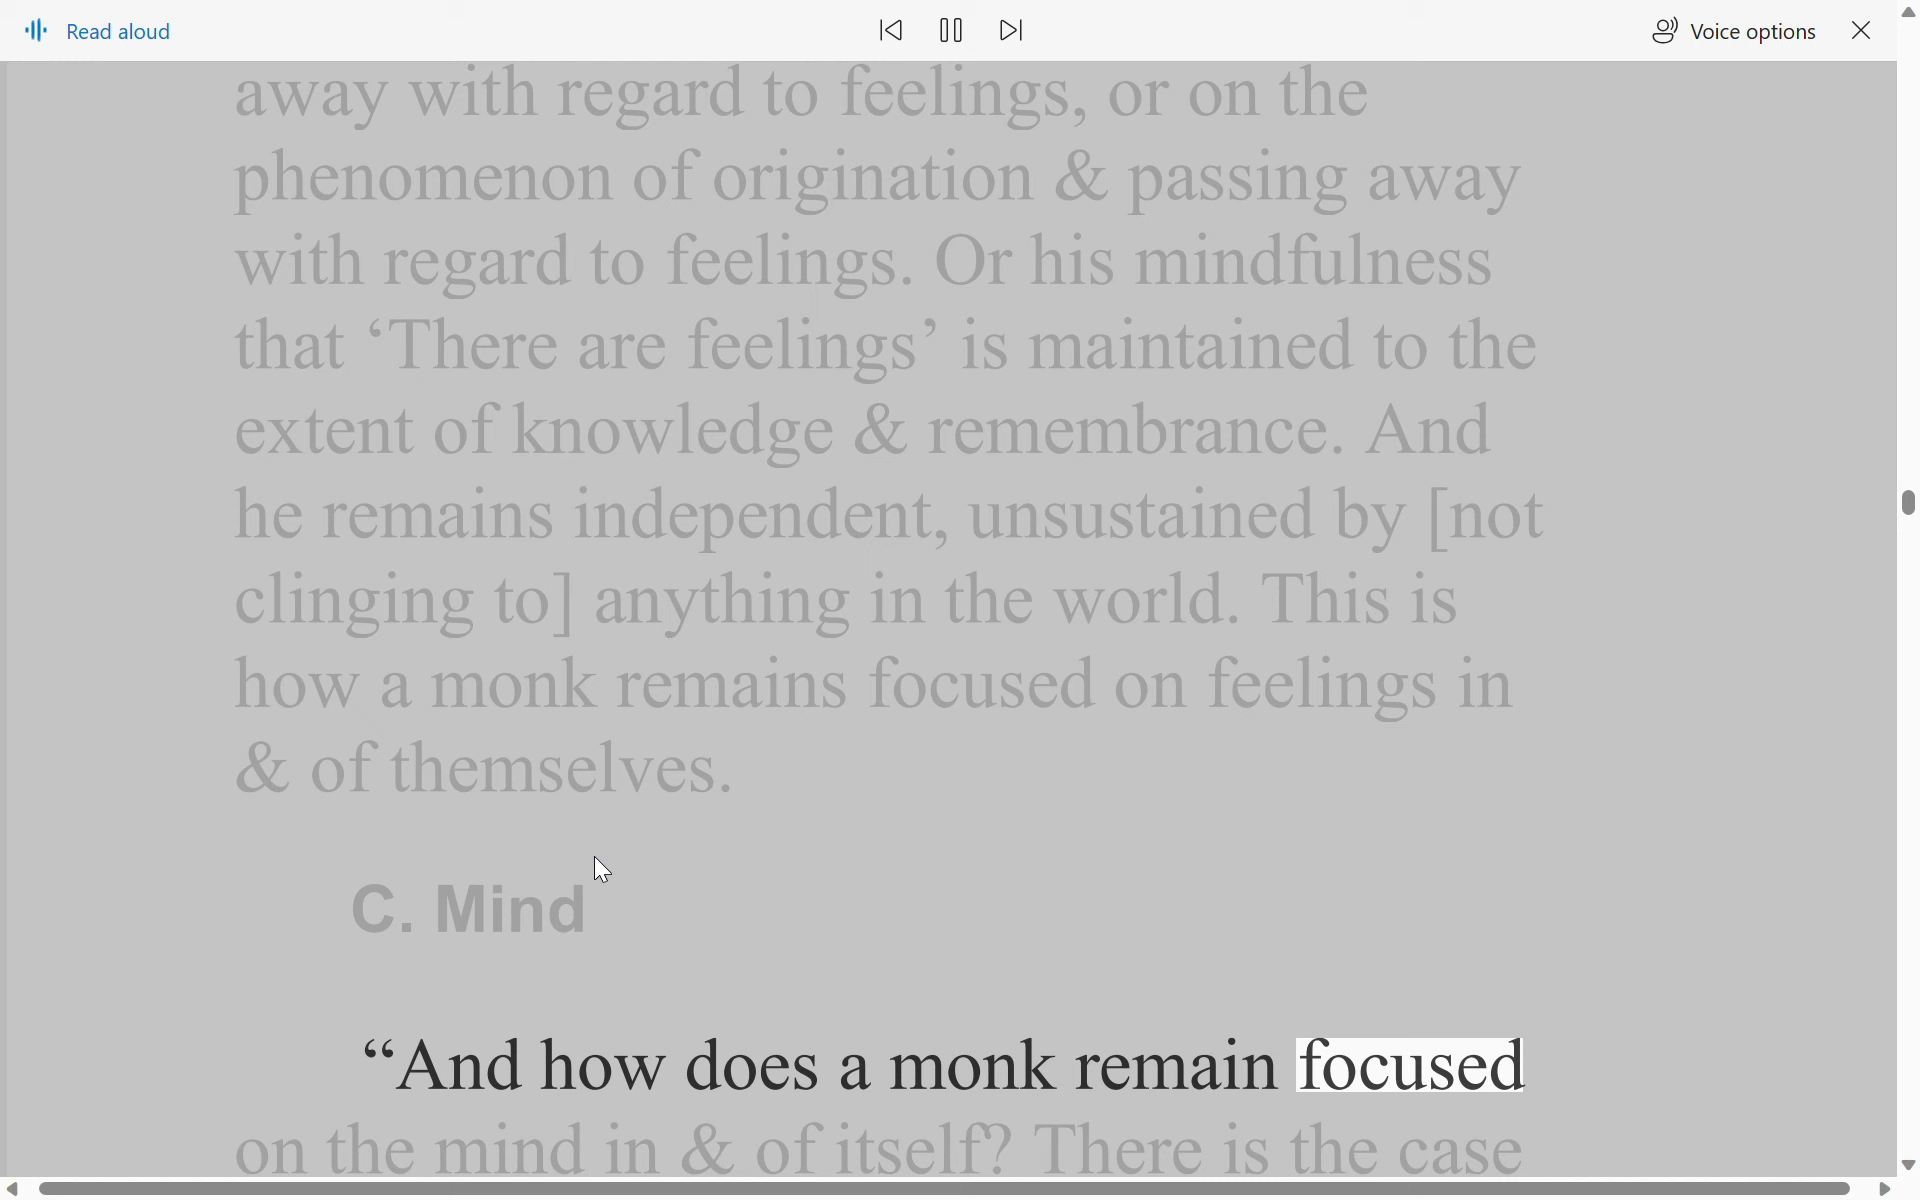 Read aloud
Voice options
away with regard to feelings, or on the
phenomenon of origination & passing away
with regard to feelings. Or his mindfulness
that ‘There are feelings’ is maintained to the
extent of knowledge & remembrance. And
he remains independent, unsustained by [not
clinging to] anything in the world. This is
how a monk remains focused on feelings in
& of themselves.
C. Mind
“And how does a monk remain focused
on the mind in & of itself? There is the case